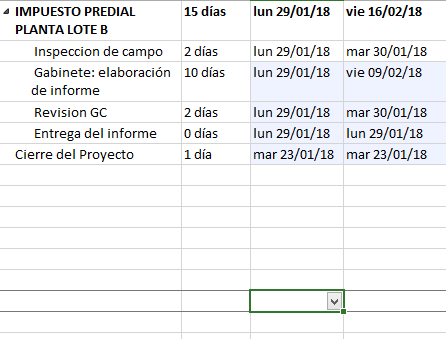 IMPUESTO PREDIAL 15 días lun 29/01/18 vie 16/02/18
PLANTA LOTE B
Inspeccion de campo 2 días lun 29/01/18 mar 30/01/18
Gabinete: elaboración 10 días lun 29/01/18 vie 09/02/18
de informe
Revision GC 2 días lun 29/01/18 mar 30/01/18
Entrega del informe 0 días lun 29/01/18 lun 29/01/18
Cierre del Proyecto 1 día mar 23/01/18 mar 23/01/18